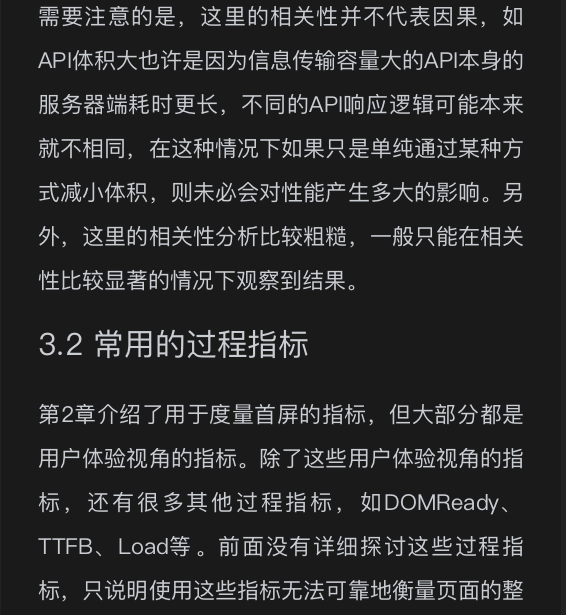 需要注意的是，这里的相关性并不代表因果，如
API体积大也许是因为信息传输容量大的API本身的
服务器端耗时更长，不同的API响应逻辑可能本来
就不相同，在这种情况下如果只是单纯通过某种方
式减小体积，则未必会对性能产生多大的影响。另
外，这里的相关性分析比较粗糙，一般只能在相关
性比较显著的情况下观察到结果。
3.2 常用的过程指标
第2章介绍了用于度量首屏的指标，但大部分都是
用户体验视角的指标。除了这些用户体验视角的指
标，还有很多其他过程指标，如DOMReady、
TTFB、Load等。前面没有详细探讨这些过程指
标，只说明使用这些指标无法可靠地衡量页面的整